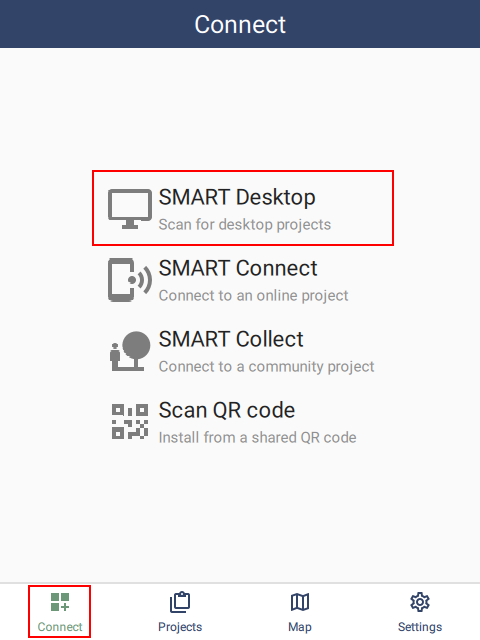 Connect
SMART Desktop
Scan for desktop projects
SMART Connect
Connect to an online project
SMART Collect
Connect to a community project
Scan QR code
Install from a shared QR code
Connect Projects Map Settings